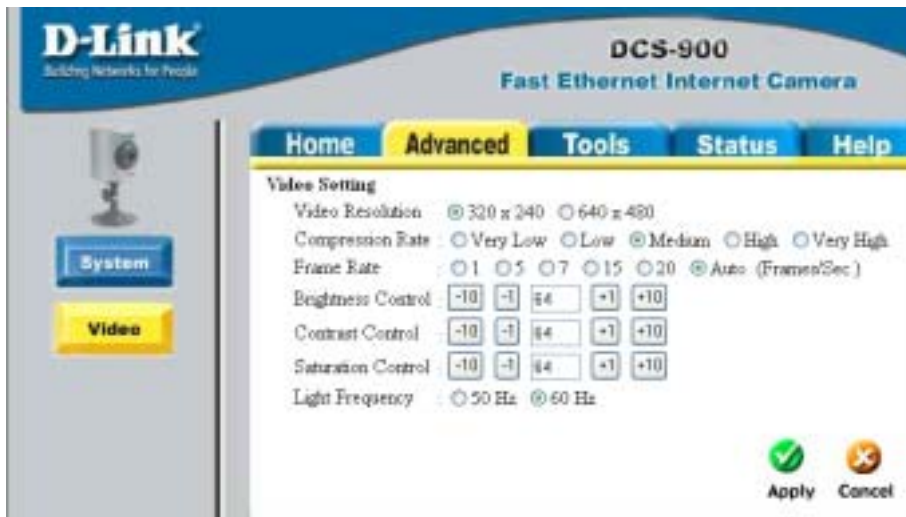 D-Link
Building Networks for People
DCS-900
Fast Ethernet Internet Camera
Home Advanced Tools Status Help
System
Video
Video Setting
Video Resolution : 320 x 240 640 x 480
Compression Rate : Very Low Low Medium High Very High
Frame Rate : 1 5 7 15 20 Auto (Frames/Sec.)
Brightness Control : -10 -1 64 +1 +10
Contrast Control : -10 -1 64 +1 +10
Saturation Control : -10 -1 64 +1 +10
Light Frequency : 50 Hz 60 Hz
Apply Cancel